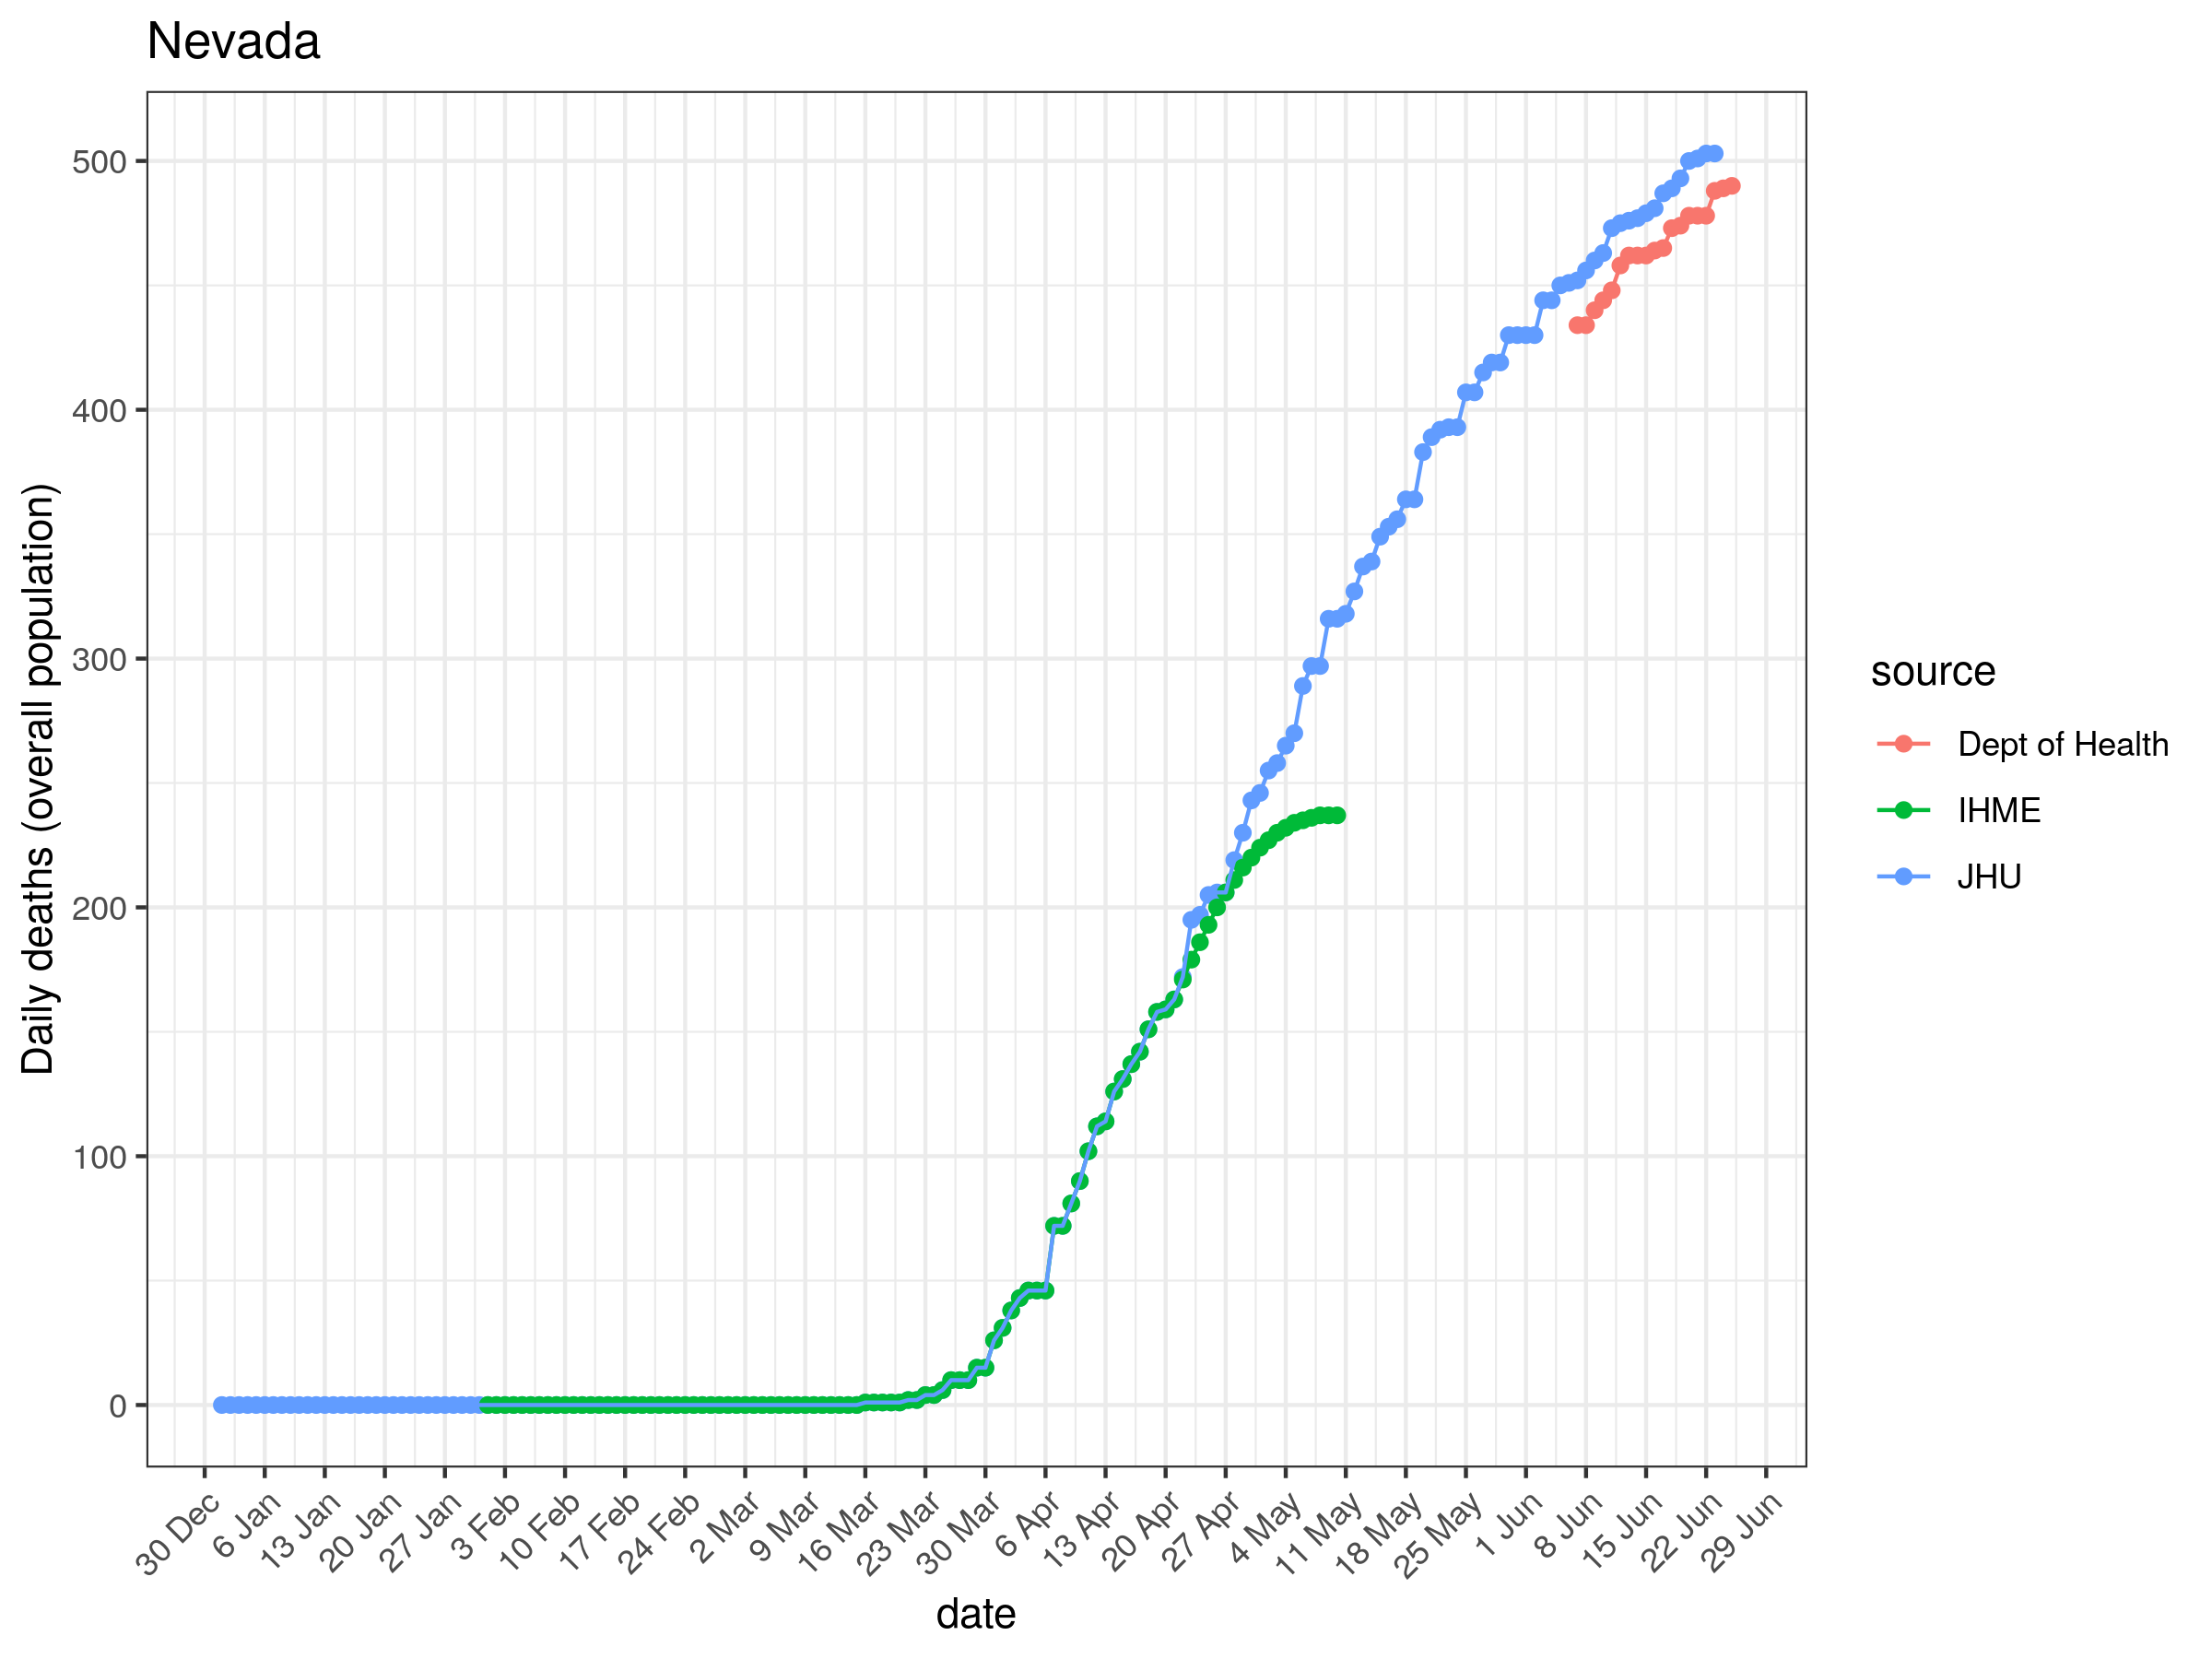 Nevada
Daily deaths (overall population)
500
400
300
200
100
0
30 Dec
6 Jan
13 Jan
20 Jan
27 Jan
3 Feb
10 Feb
17 Feb
24 Feb
2 Mar
9 Mar
16 Mar
23 Mar
30 Mar
6 Apr
13 Apr
20 Apr
27 Apr
4 May
11 May
18 May
25 May
1 Jun
8 Jun
15 Jun
22 Jun
29 Jun
date
source
Dept of Health
IHME
JHU